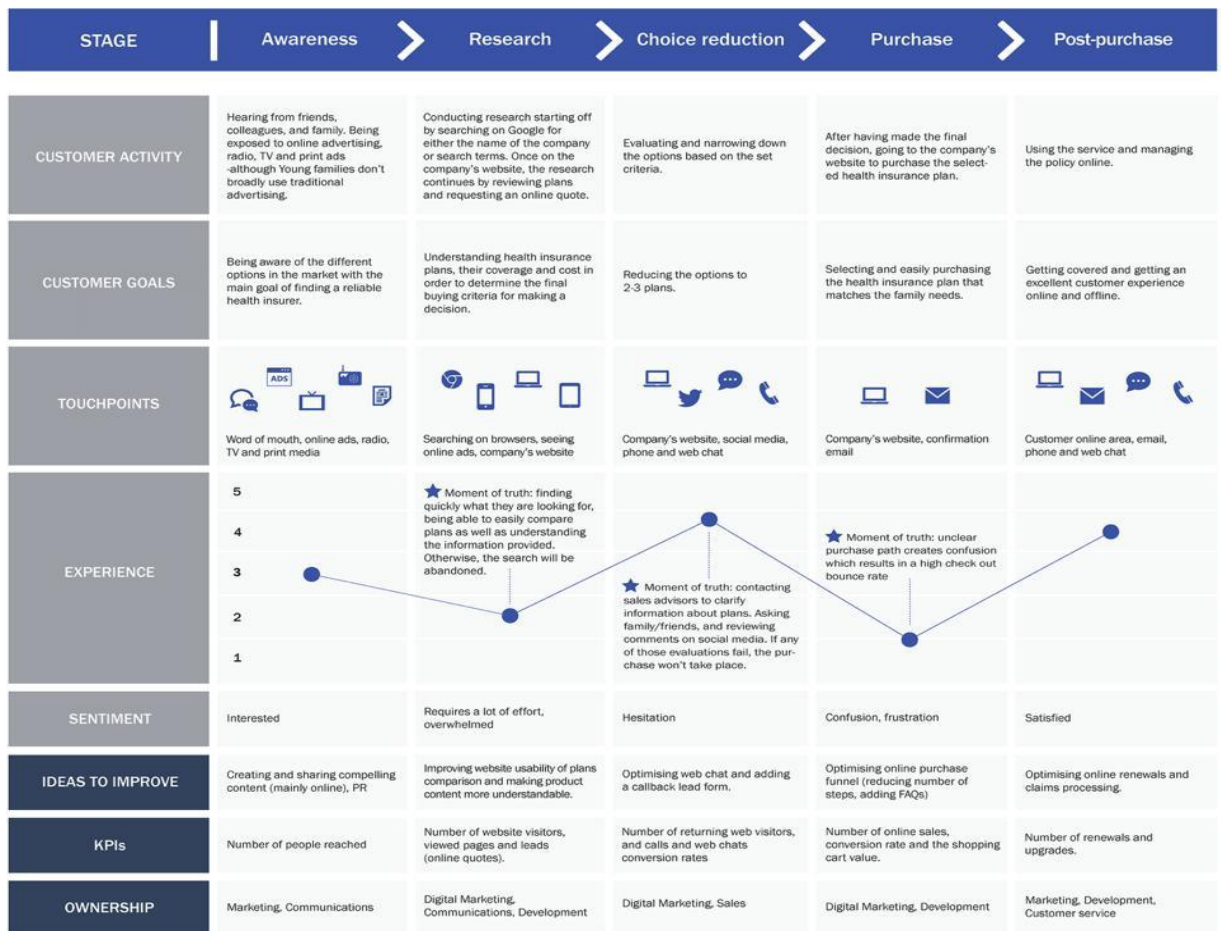 STAGE
Awareness
Research
Choice reduction
Purchase
Post-purchase
CUSTOMER ACTIVITY
Hearing from friends,
colleagues, and family. Being
exposed to online advertising,
radio, TV and print ads
-although Young families don't
broadly use traditional
advertising.
Conducting research starting off
by searching on Google for
either the name of the company
or search terms. Once on the
company's website, the research
continues by reviewing plans
and requesting an online quote.
Evaluating and narrowing down
the options based on the set
criteria.
After having made the final
decision, going to the company's
website to purchase the select-
ed health insurance plan.
Using the service and managing
the policy online.
CUSTOMER GOALS
Being aware of the different
options in the market with the
main goal of finding a reliable
health insurer.
Understanding health insurance
plans, their coverage and cost in
order to determine the final
buying criteria for making a
decision.
Reducing the options to
2-3 plans.
Selecting and easily purchasing
the health insurance plan that
matches the family needs.
Getting covered and getting an
excellent customer experience
online and offline.
TOUCHPOINTS
ADS
Word of mouth, online ads, radio,
TV and print media
Searching on browsers, seeing
online ads, company's website
Company's website, social media,
phone and web chat
Company's website, confirmation
email
Customer online area, email,
phone and web chat
EXPERIENCE
5
4
3
2
1
Moment of truth: finding
quickly what they are looking for,
being able to easily compare
plans as well as understanding
the information provided.
Otherwise, the search will be
abandoned.
Moment of truth: contacting
sales advisors to clarify
information about plans. Asking
family/friends, and reviewing
comments on social media. If any
of those evaluations fail, the pur-
chase won't take place.
Moment of truth: unclear
purchase path creates confusion
which results in a high check out
bounce rate
SENTIMENT
Interested
Requires a lot of effort,
overwhelmed
Hesitation
Confusion, frustration
Satisfied
IDEAS TO IMPROVE
Creating and sharing compelling
content (mainly online), PR
Improving website usability of plans
comparison and making product
content more understandable.
Optimising web chat and adding
a callback lead form.
Optimising online purchase
funnel (reducing number of
steps, adding FAQs)
Optimising online renewals and
claims processing.
KPIs
Number of people reached
Number of website visitors,
viewed pages and leads
(online quotes).
Number of returning web visitors,
and calls and web chats
conversion rates
Number of online sales,
conversion rate and the shopping
cart value.
Number of renewals and
upgrades.
OWNERSHIP
Marketing, Communications
Digital Marketing,
Communications, Development
Digital Marketing, Sales
Digital Marketing, Development
Marketing, Development,
Customer service